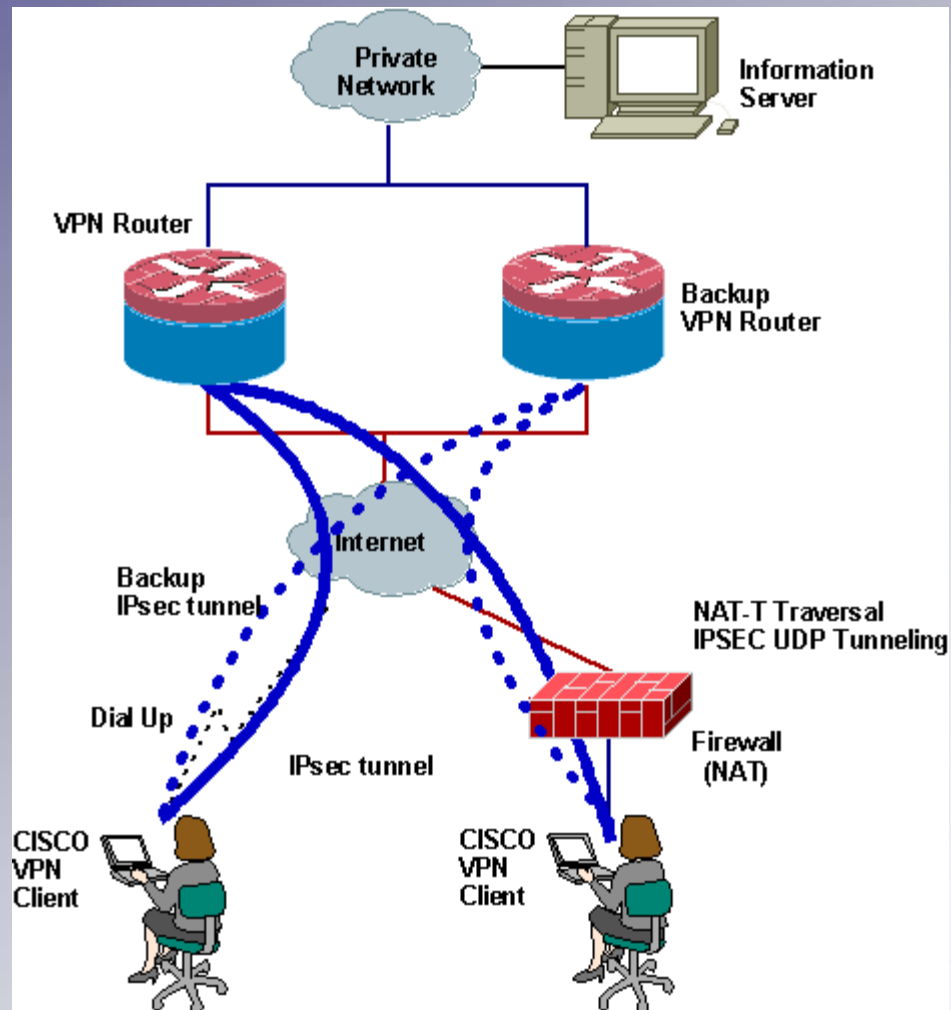 Private
Network
Information
Server
VPN Router
Backup
VPN Router
Internet
Backup
IPsec tunnel
NAT-T Traversal
IPSEC UDP Tunneling
Dial Up
IPsec tunnel
Firewall
(NAT)
CISCO
VPN
Client
CISCO
VPN
Client